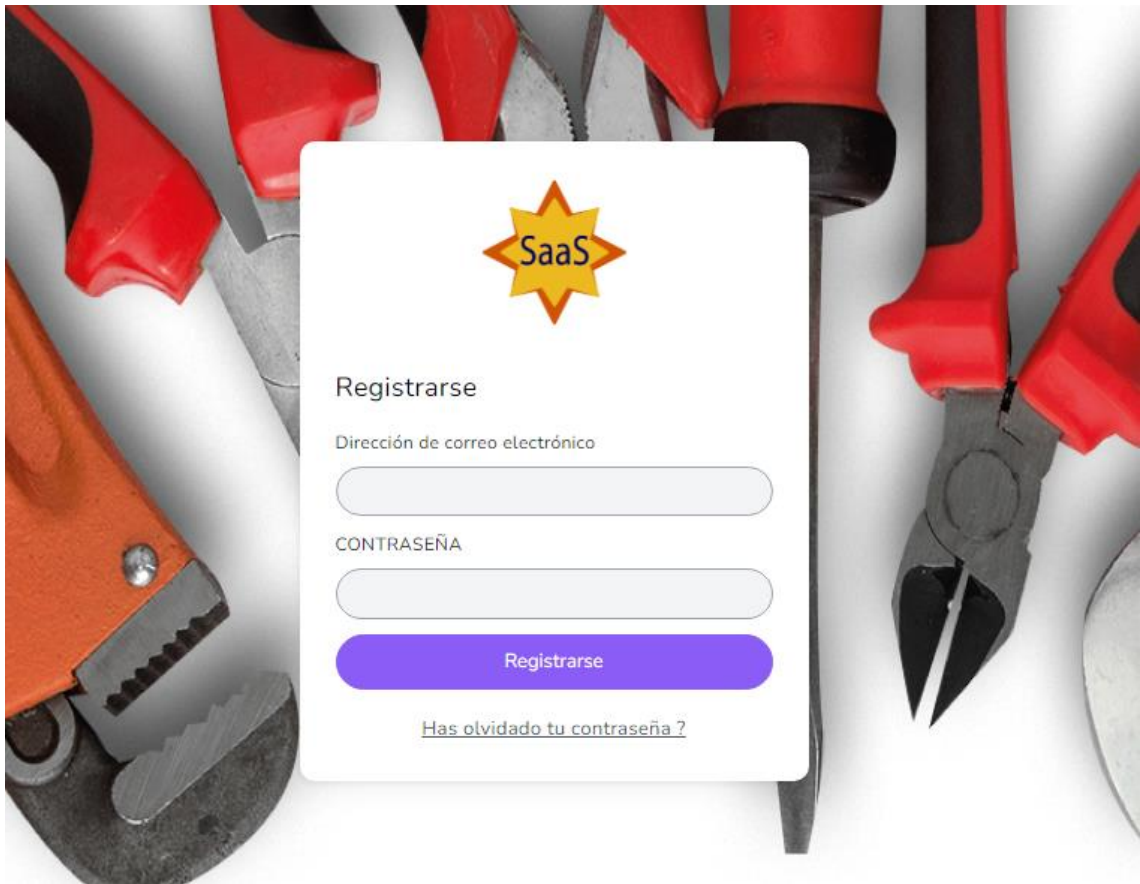 SaaS
Registrarse
Dirección de correo electrónico
CONTRASEÑA
Registrarse
Has olvidado tu contraseña ?